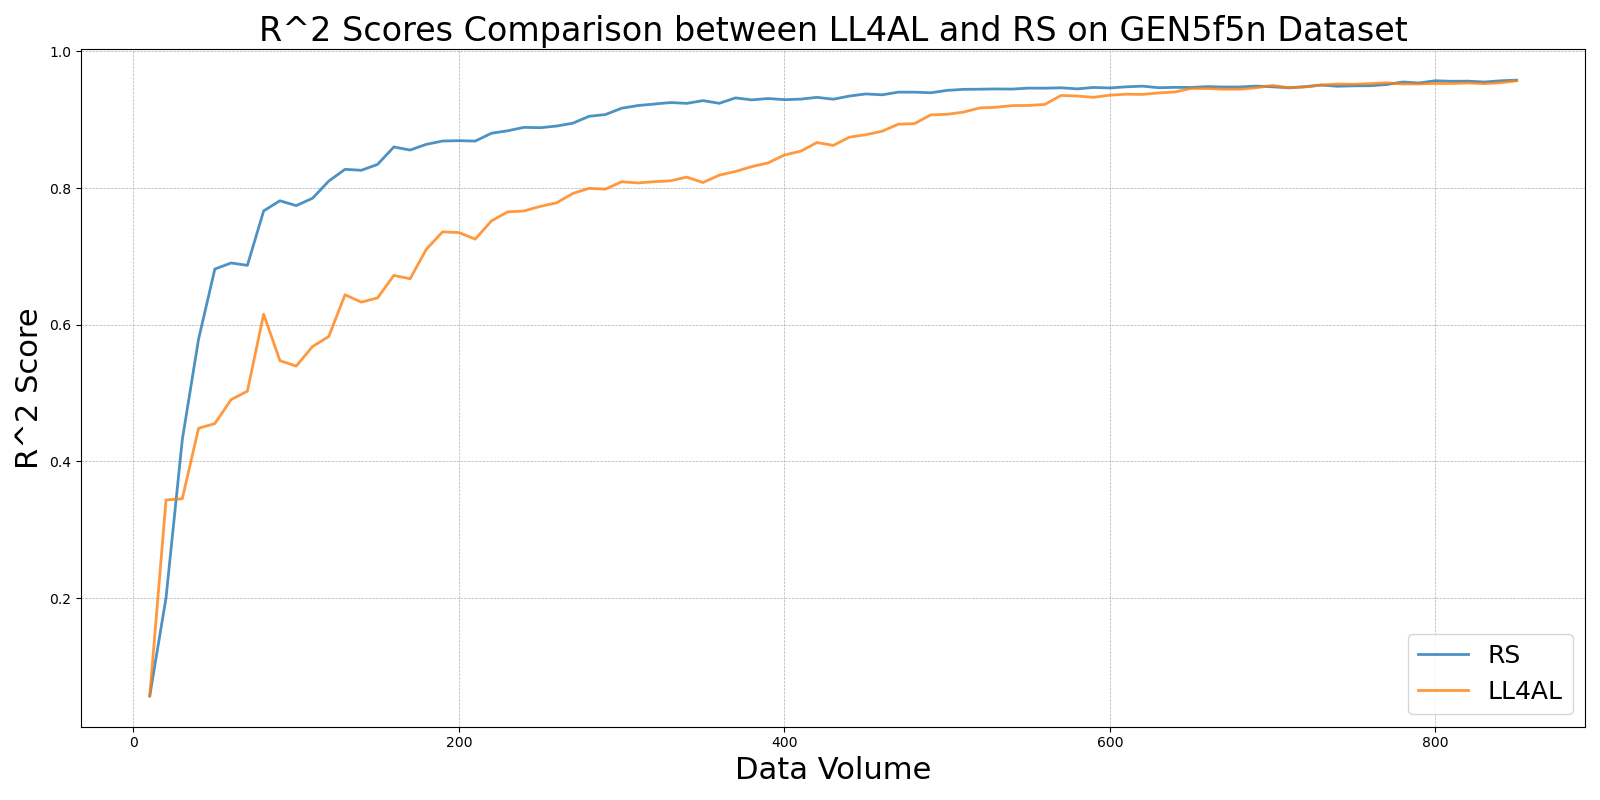 R^2 Scores Comparison between LL4AL and RS on GEN5f5n Dataset
R^2 Score
1.0
0.8
0.6
0.4
0.2
0 200 400 600 800
Data Volume
RS
LL4AL